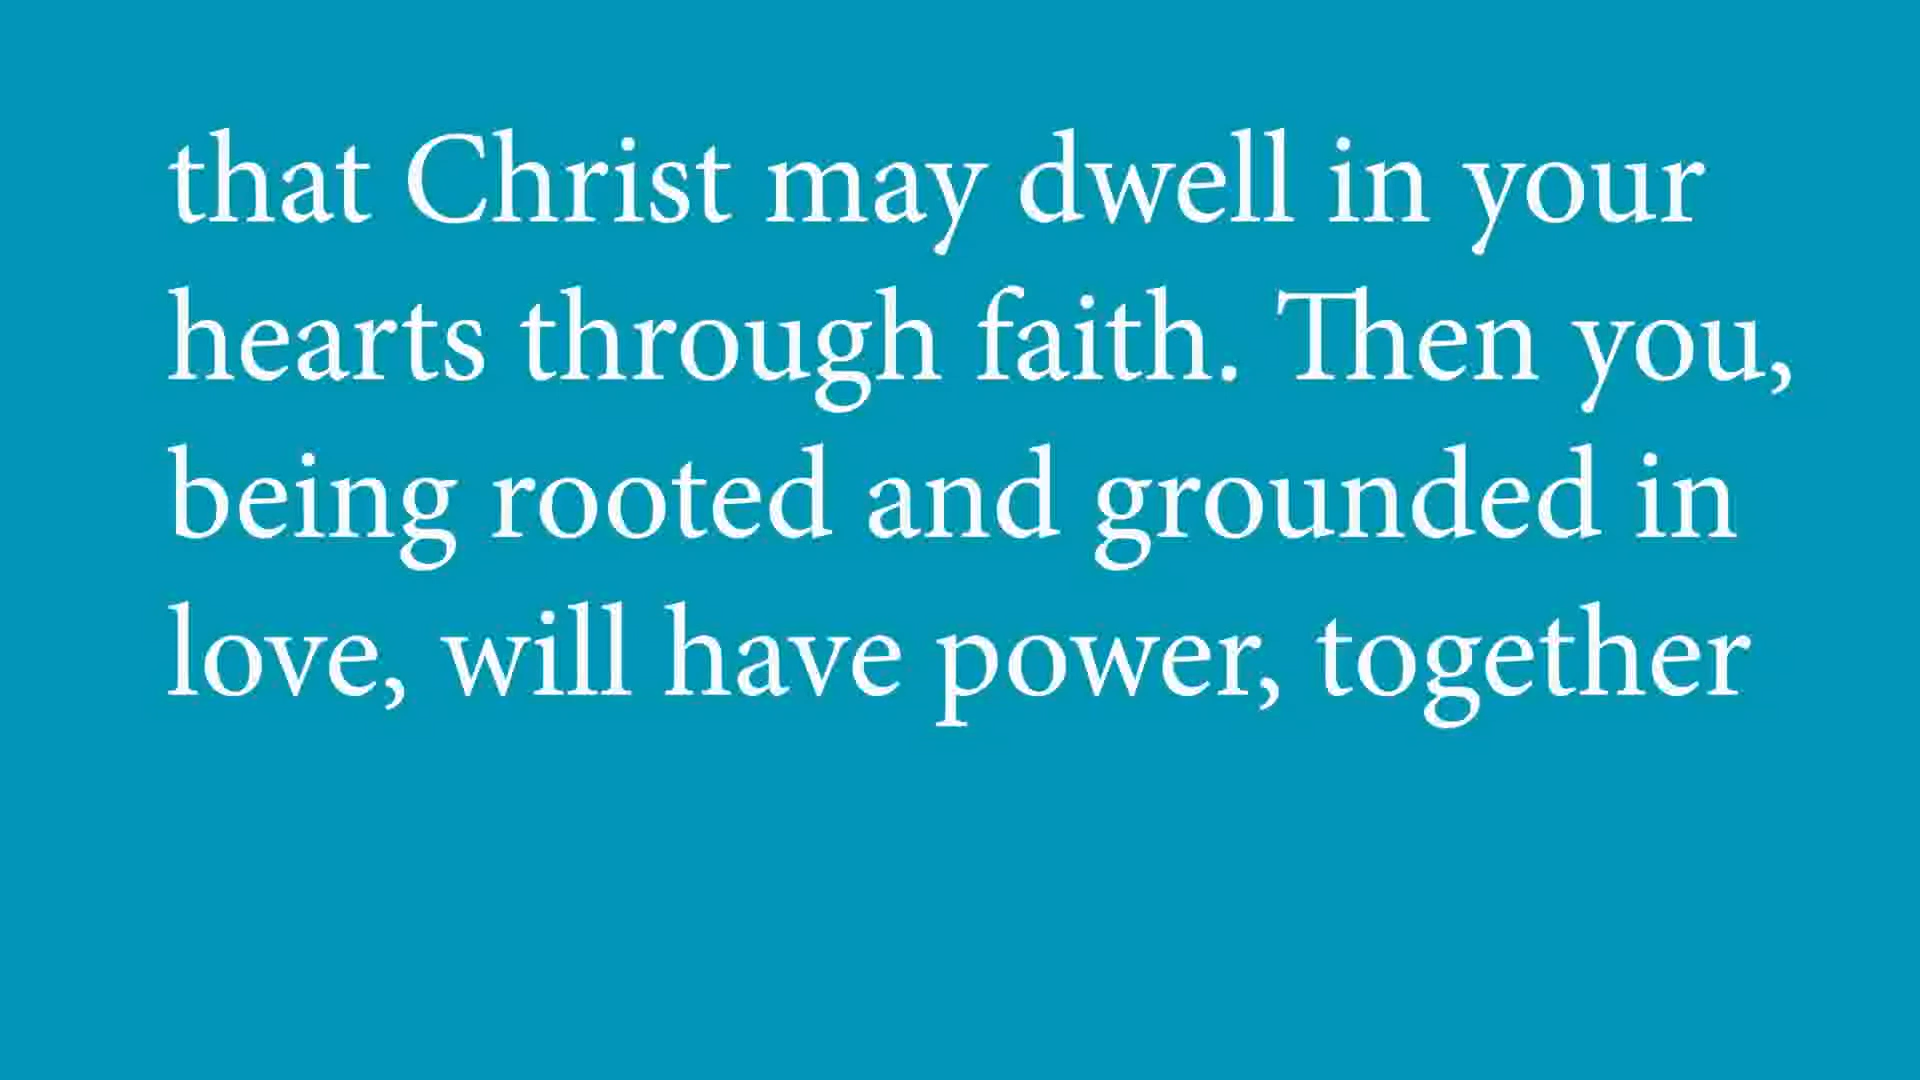 that Christ may dwell in your
hearts through faith. Then you,
being rooted and grounded in
love, will have power, together